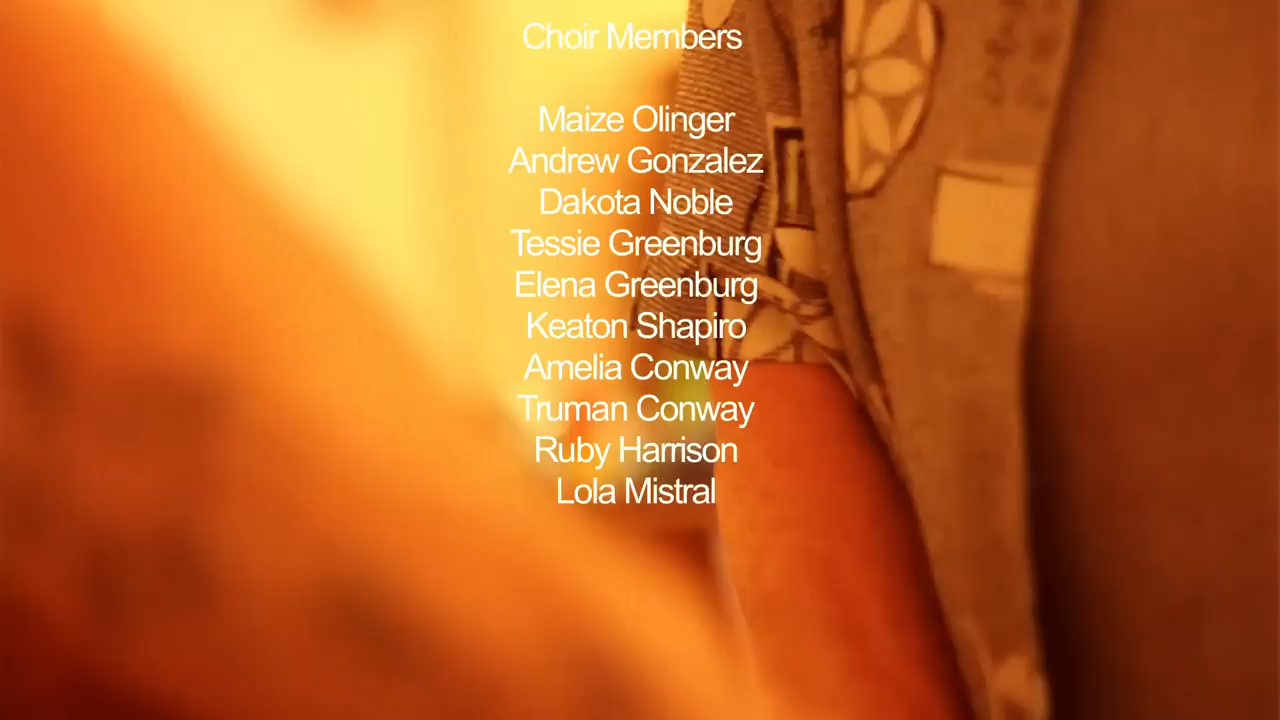 Choir Members
Maize Olinger
Andrew Gonzalez
Dakota Noble
Tessie Greenburg
Elena Greenburg
Keaton Shapiro
Amelia Conway
Truman Conway
Ruby Harrison
Lola Mistral